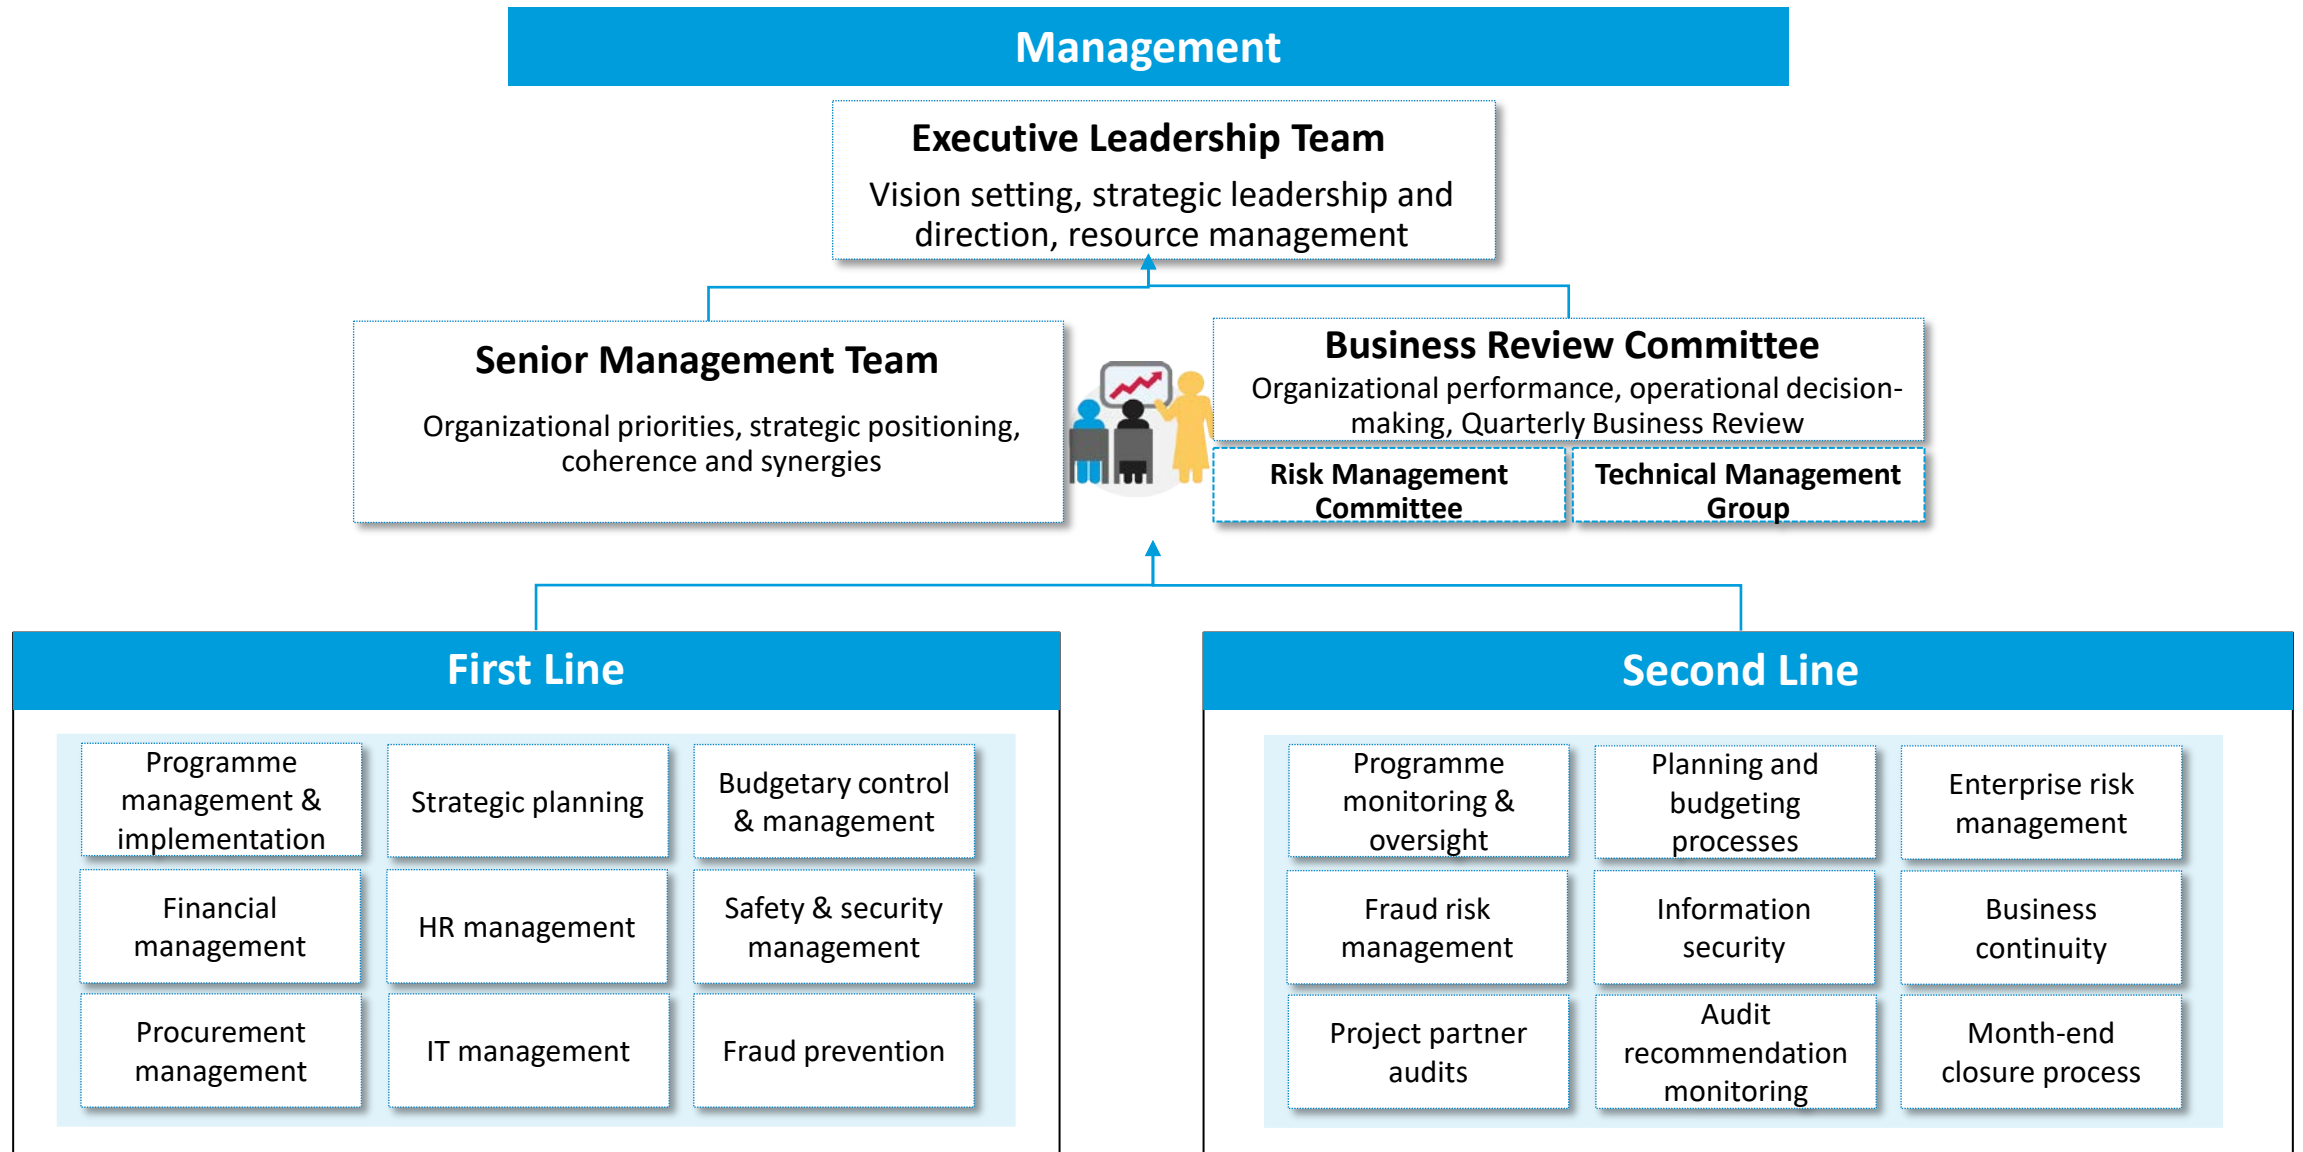 Management
Executive Leadership Team
Vision setting, strategic leadership and
direction, resource management
Senior Management Team
Organizational priorities, strategic positioning,
coherence and synergies
Business Review Committee
Organizational performance, operational decision-
making, Quarterly Business Review
Risk Management
Committee
Technical Management
Group
First Line
Programme
management &
implementation
Strategic planning
Budgetary control
& management
Financial
management
HR management
Safety & security
management
Procurement
management
IT management
Fraud prevention
Second Line
Programme
monitoring &
oversight
Planning and
budgeting
processes
Enterprise risk
management
Fraud risk
management
Information
security
Business
continuity
Project partner
audits
Audit
recommendation
monitoring
Month-end
closure process